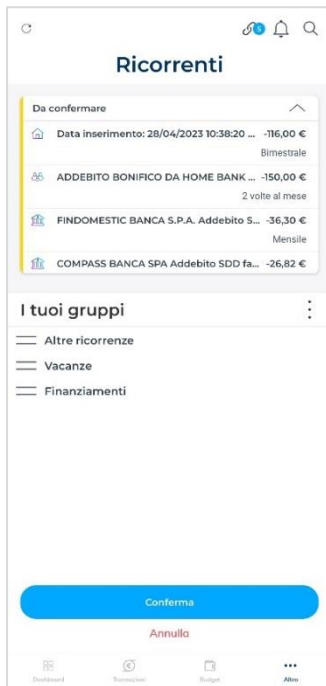 5
Ricorrenti
Da confermare
Data inserimento: 28/04/2023 10:38:20 ... -116,00 €
Bimestrale
ADDEBITO BONIFICO DA HOME BANK ... -150,00 €
2 volte al mese
FINDOMESTIC BANCA S.P.A. Addebito S... -36,30 €
Mensile
COMPASS BANCA SPA Addebito SDD fa... -26,82 €
I tuoi gruppi
Altre ricorrenze
Vacanze
Finanziamenti
Conferma
Annulla
Dashboard Transazioni Budget Altro